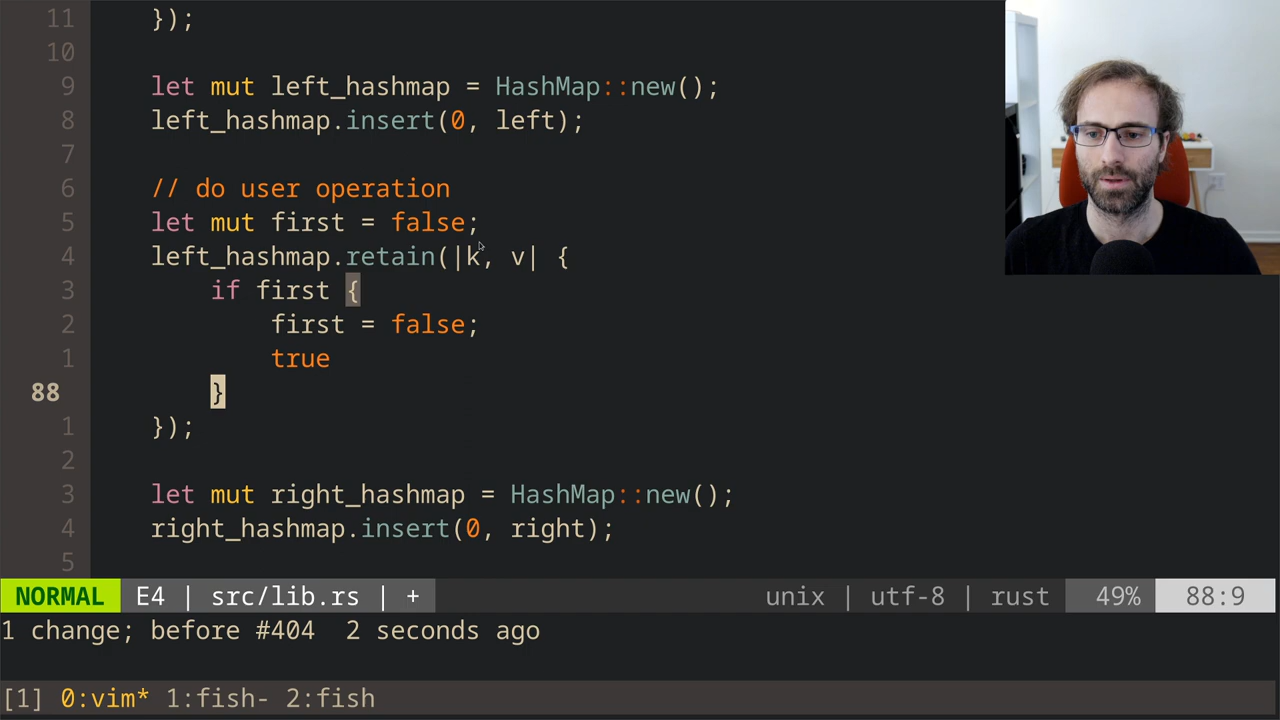 11 });
10
9 let mut left_hashmap = HashMap::new();
8 left_hashmap.insert(0, left);
7
6 // do user operation
5 let mut first = false;
4 left_hashmap.retain(|k, v| {
3 if first {
2 first = false;
1 true
88 }
1 });
2
3 let mut right_hashmap = HashMap::new();
4 right_hashmap.insert(0, right);
5
NORMAL E4 | src/lib.rs | + unix | utf-8 | rust 49% 88:9
1 change; before #404 2 seconds ago
[1] 0:vim* 1:fish- 2:fish